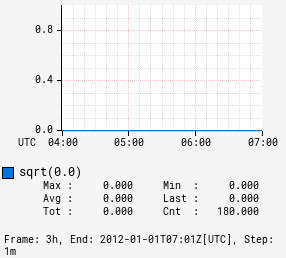 0.8
0.4
0.0
UTC 04:00 05:00 06:00 07:00
sqrt(0.0)
Max : 0.000 Min : 0.000
Avg : 0.000 Last : 0.000
Tot : 0.000 Cnt : 180.000
Frame: 3h, End: 2012-01-01T07:01Z[UTC], Step:
1m